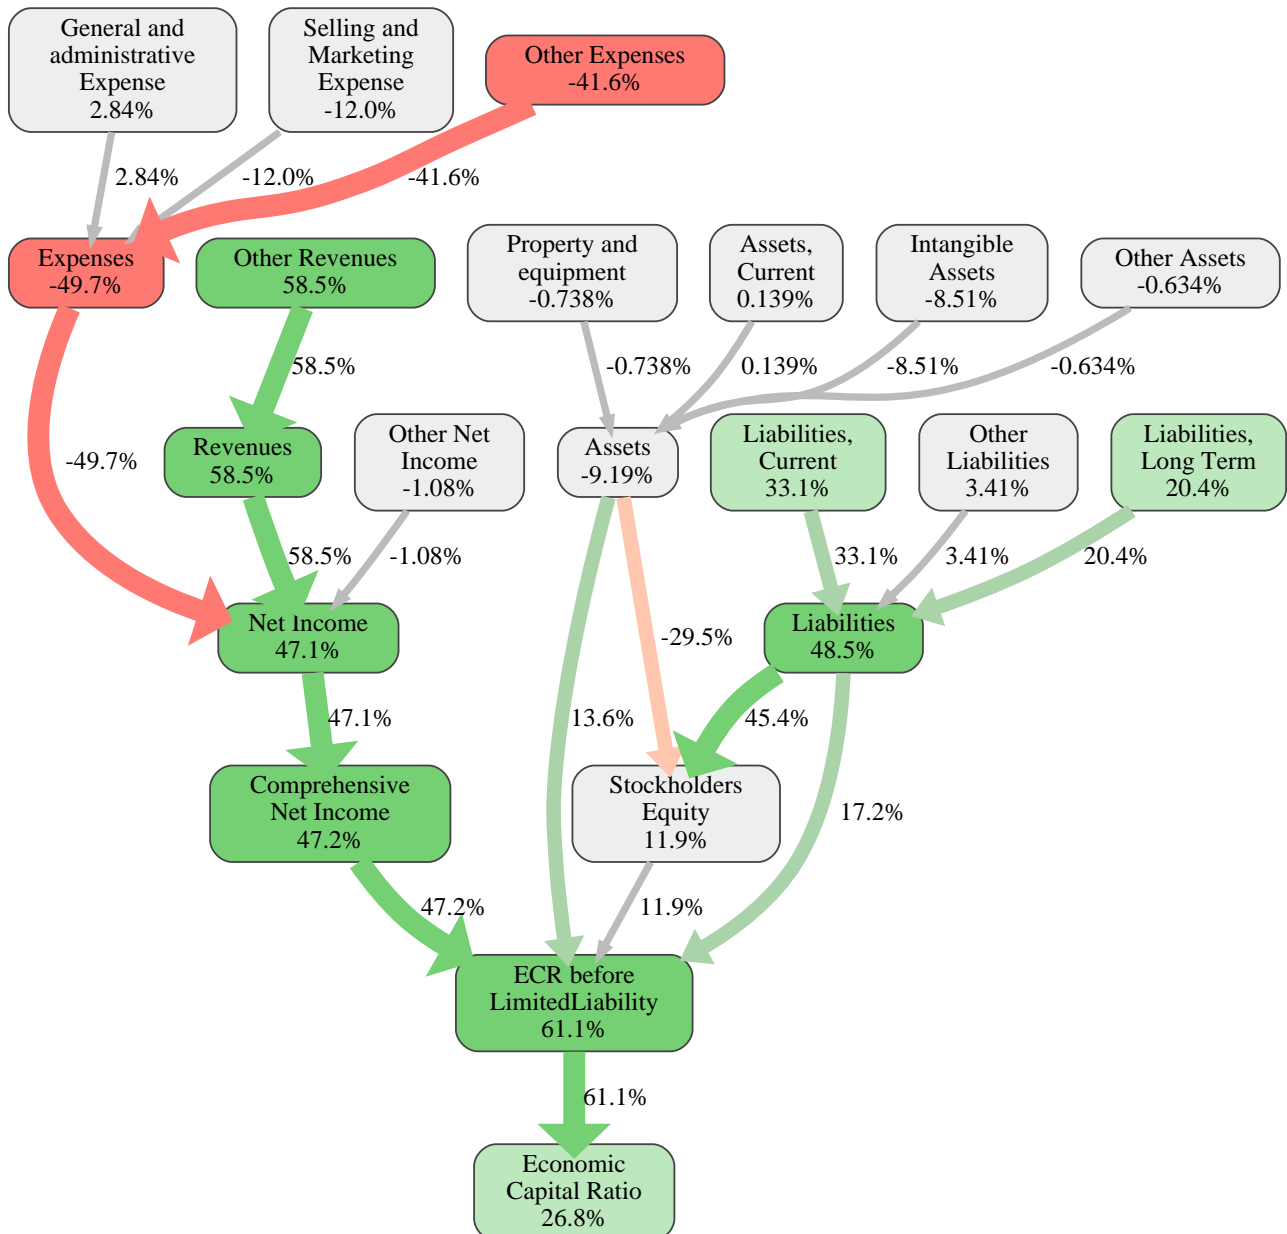 General and
administrative
Expense
2.84%
Selling and
Marketing
Expense
-12.0%
Other Expenses
-41.6%
2.84%
-12.0%
-41.6%
Expenses
-49.7%
Other Revenues
58.5%
Property and
equipment
-0.738%
Assets,
Current
0.139%
Intangible
Assets
-8.51%
Other Assets
-0.634%
58.5%
-0.738%
0.139%
-8.51%
-0.634%
-49.7%
Revenues
58.5%
Other Net
Income
-1.08%
Assets
-9.19%
Liabilities,
Current
33.1%
Other
Liabilities
3.41%
Liabilities,
Long Term
20.4%
58.5%
-1.08%
33.1%
3.41%
20.4%
Net Income
47.1%
-29.5%
Liabilities
48.5%
47.1%
13.6%
45.4%
Comprehensive
Net Income
47.2%
Stockholders
Equity
11.9%
17.2%
47.2%
11.9%
ECR before
LimitedLiability
61.1%
61.1%
Economic
Capital Ratio
26.8%